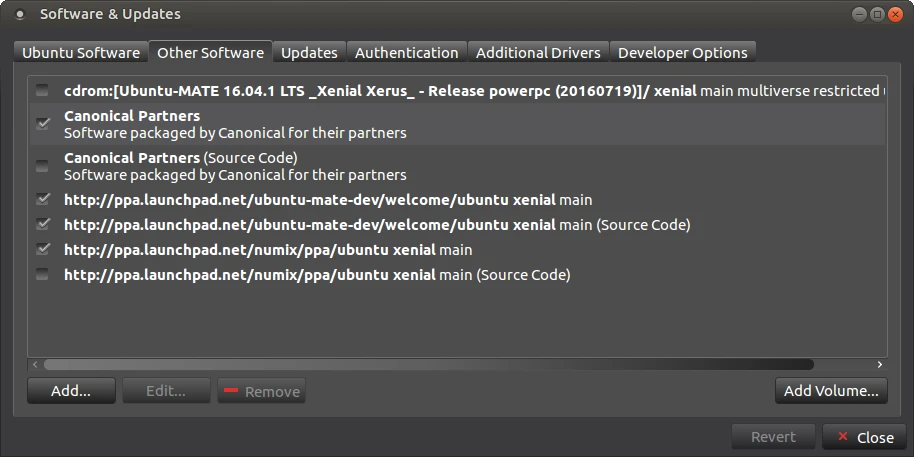 Software & Updates
Ubuntu Software Other Software Updates Authentication Additional Drivers Developer Options
cdrom:[Ubuntu-MATE 16.04.1 LTS _Xenial Xerus_ - Release powerpc (20160719)]/ xenial main multiverse restricted
Canonical Partners
Software packaged by Canonical for their partners
Canonical Partners (Source Code)
Software packaged by Canonical for their partners
http://ppa.launchpad.net/ubuntu-mate-dev/welcome/ubuntu xenial main
http://ppa.launchpad.net/ubuntu-mate-dev/welcome/ubuntu xenial main (Source Code)
http://ppa.launchpad.net/numix/ppa/ubuntu xenial main
http://ppa.launchpad.net/numix/ppa/ubuntu xenial main (Source Code)
Add... Edit... Remove Add Volume...
Revert Close